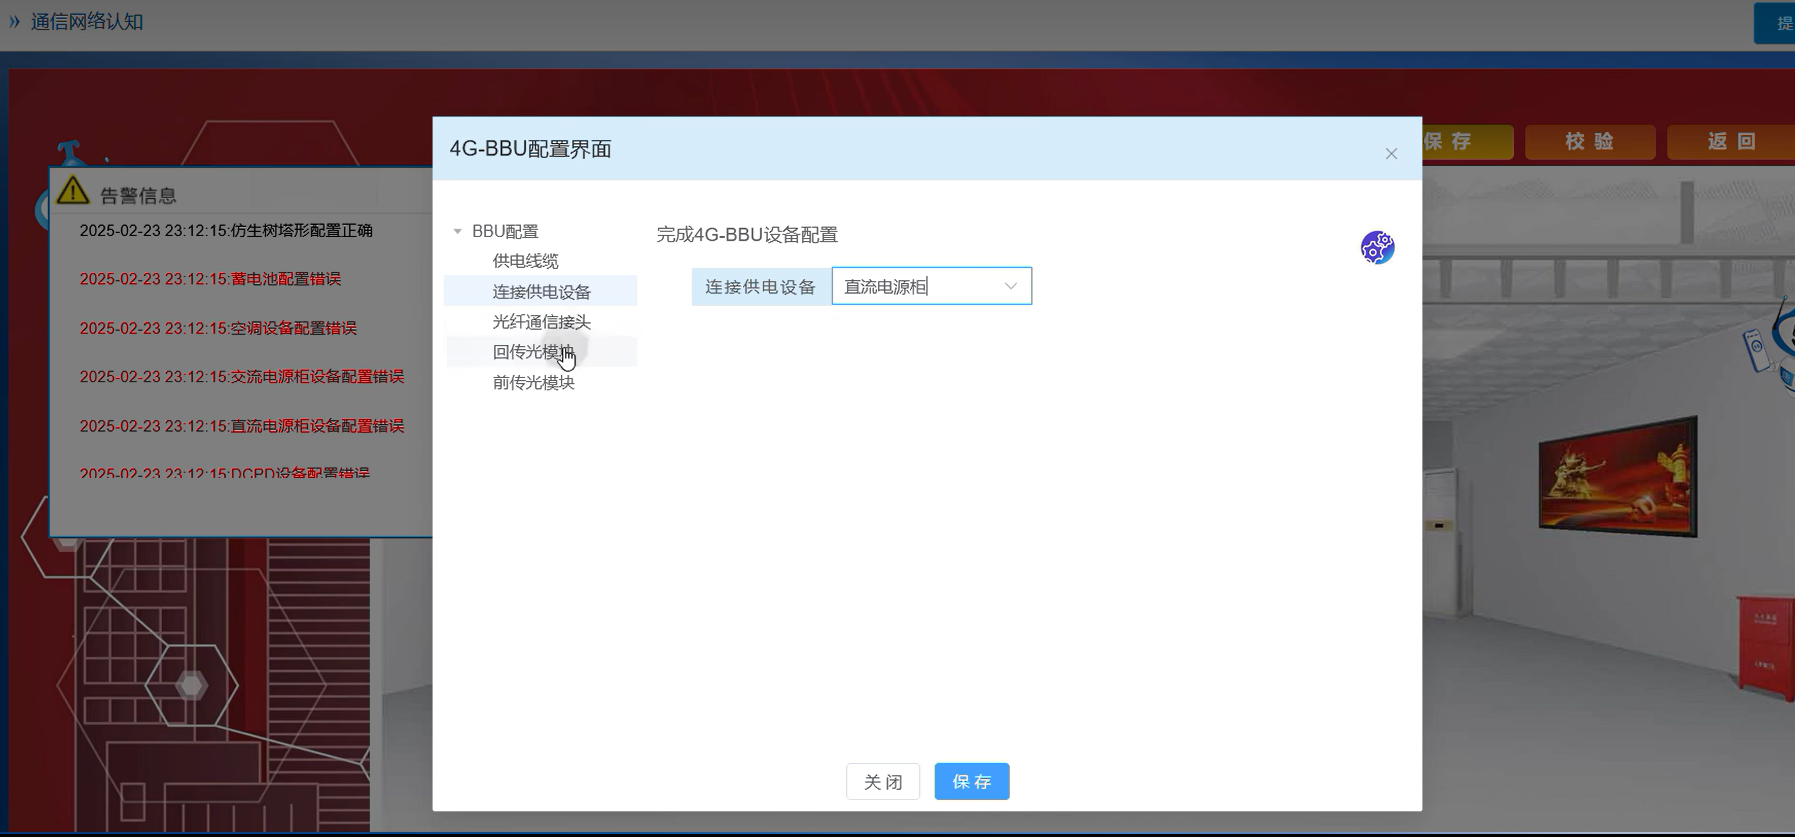 通信网络认知
提
保 存
校 验
返 回
告警信息
2025-02-23 23:12:15:仿生树塔形配置正确
2025-02-23 23:12:15:蓄电池配置错误
2025-02-23 23:12:15:空调设备配置错误
2025-02-23 23:12:15:交流电源柜设备配置错误
2025-02-23 23:12:15:直流电源柜设备配置错误
2025-02-23 23:12:15:DCPD设备配置错误
4G-BBU配置界面
BBU配置
供电线缆
连接供电设备
光纤通信接头
回传光模块
前传光模块
完成4G-BBU设备配置
连接供电设备
直流电源柜
关 闭
保 存